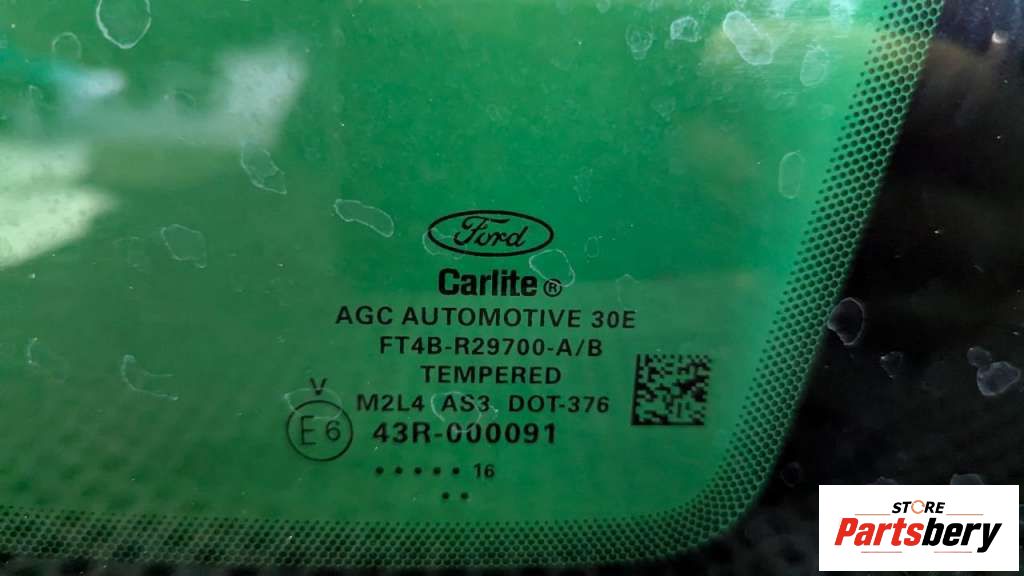 Ford
Carlite®
AGC AUTOMOTIVE 30E
FT4B-R29700-A/B
TEMPERED
M2L4 AS3 DOT-376
V
E6
43R-000091
..... 16
..
STORE
Partsbery